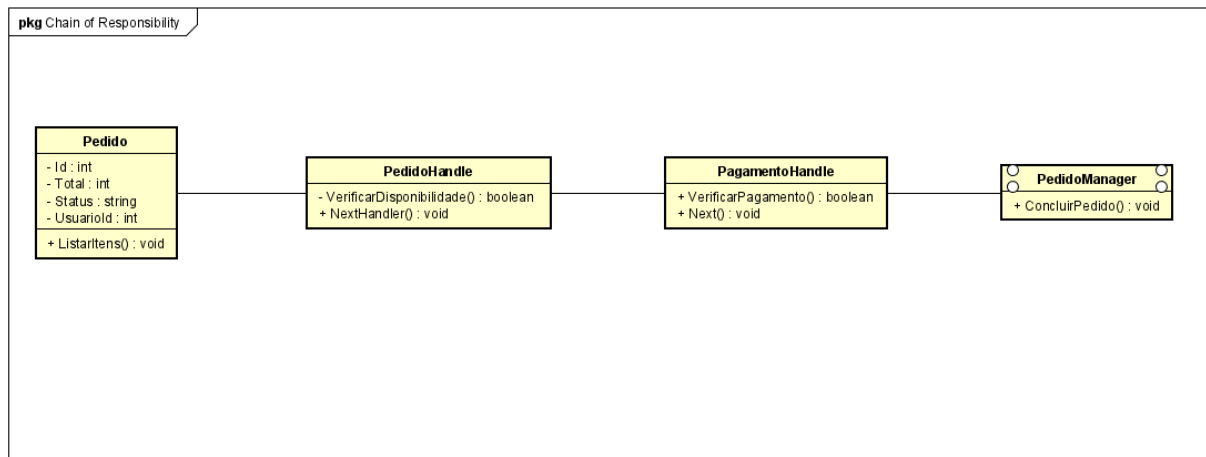 pkg Chain of Responsibility
Pedido
- Id : int
- Total : int
- Status : string
- UsuarioId : int
+ ListarItens() : void
PedidoHandle
- VerificarDisponibilidade() : boolean
+ NextHandler() : void
PagamentoHandle
+ VerificarPagamento() : boolean
+ Next() : void
PedidoManager
+ ConcluirPedido() : void